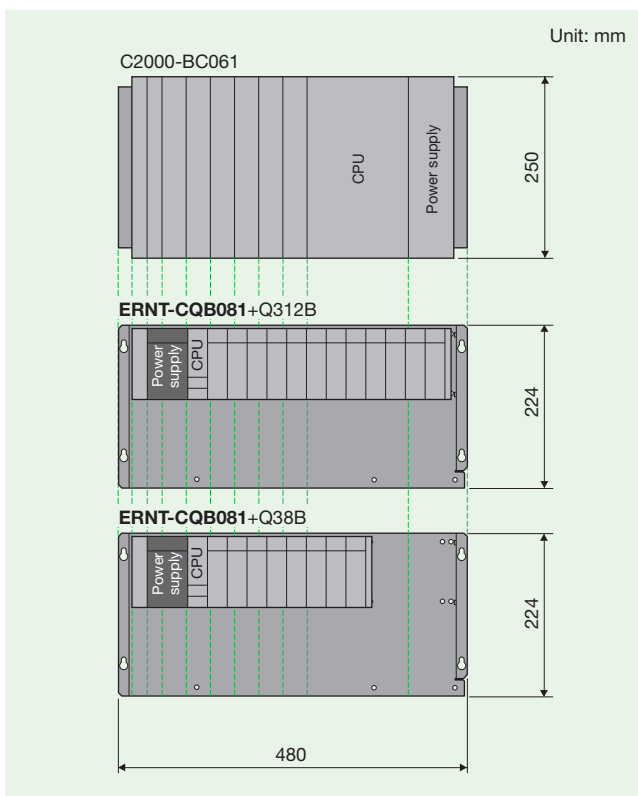 Unit: mm
C2000-BC061
CPU
Power supply
250
ERNT-CQB081+Q312B
Power
supply
CPU
224
ERNT-CQB081+Q38B
Power
supply
CPU
224
480